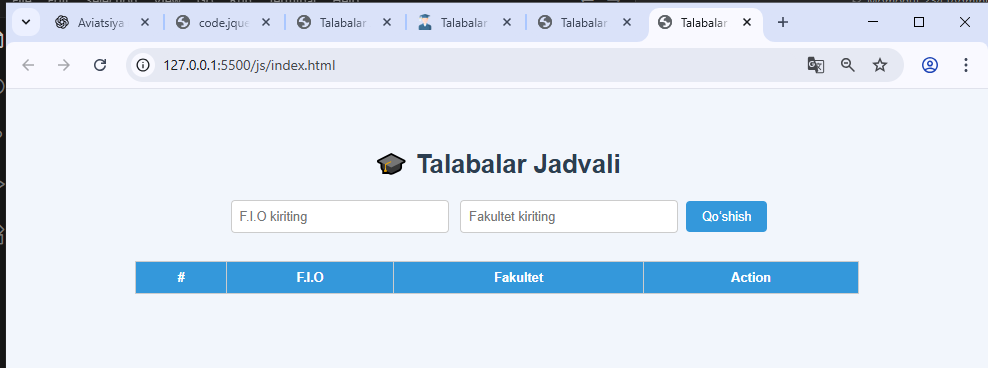 Aviatsiya
code.jque
Talabalar
Talabalar
Talabalar
Talabalar
127.0.0.1:5500/js/index.html
🎓 Talabalar Jadvali
F.I.O kiriting Fakultet kiriting Qo'shish
# F.I.O Fakultet Action